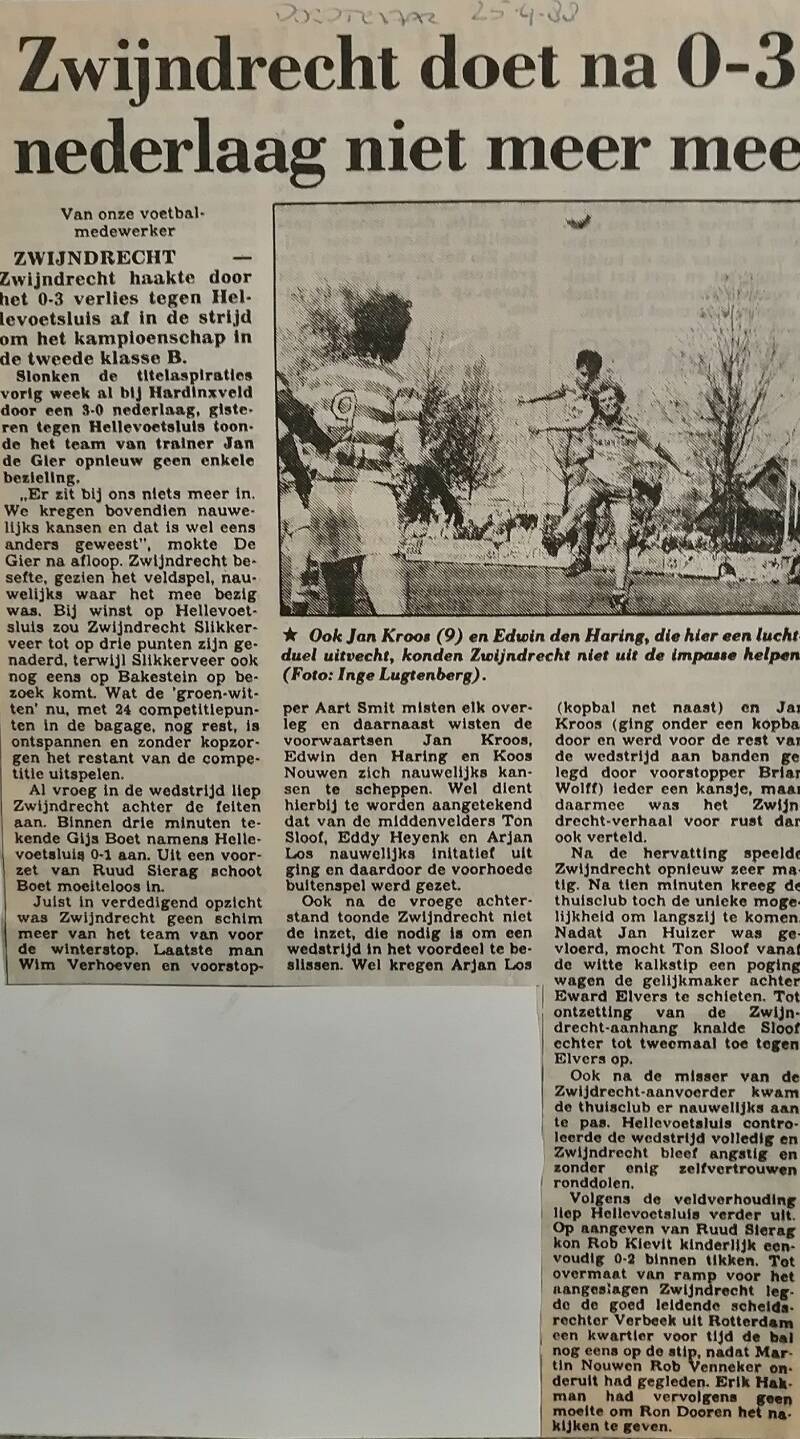 25-4-88
Zwijndrecht doet na 0-3
nederlaag niet meer mee
Van onze voetbal-
medewerker
ZWIJNDRECHT —
Zwijndrecht haakte door
het 0-3 verlies tegen Hel-
levoetsluis af in de strijd
om het kampioenschap in
de tweede klasse B.
Slonken de titelaspiraties
vorig week al bij Hardinxveld
door een 3-0 nederlaag, giste-
ren tegen Hellevoetsluis toon-
de het team van trainer Jan
de Gier opnieuw geen enkele
bezieling.
„Er zit bij ons niets meer in.
We kregen bovendien nauwe-
lijks kansen en dat is wel eens
anders geweest”, mokte De
Gier na afloop. Zwijndrecht be-
sefte, gezien het veldspel, nau-
welijks waar het mee bezig
was. Bij winst op Hellevoet-
sluis zou Zwijndrecht Slikker-
veer tot op drie punten zijn ge-
naderd, terwijl Slikkerveer ook
nog eens op Bakestein op be-
zoek komt. Wat de 'groen-wit-
ten' nu, met 24 competitiepun-
ten in de bagage, nog rest, is
ontspannen en zonder kopzor-
gen het restant van de compe-
titie uitspelen.
Al vroeg in de wedstrijd liep
Zwijndrecht achter de feiten
aan. Binnen drie minuten te-
kende Gijs Boet namens Helle-
voetsluis 0-1 aan. Uit een voor-
zet van Ruud Sierag schoot
Boet moeiteloos in.
Juist in verdedigend opzicht
was Zwijndrecht geen schim
meer van het team van voor
de winterstop. Laatste man
Wim Verhoeven en voorstop-
9
★ Ook Jan Kroos (9) en Edwin den Haring, die hier een lucht-
duel uitvecht, konden Zwijndrecht niet uit de impasse helpen
(Foto: Inge Lugtenberg).
per Aart Smit misten elk over-
leg en daarnaast wisten de
voorwaartsen Jan Kroos,
Edwin den Haring en Koos
Nouwen zich nauwelijks kan-
sen te scheppen. Wel dient
hierbij te worden aangetekend
dat van de middenvelders Ton
Sloof, Eddy Heyenk en Arjan
Los nauwelijks initatief uit
ging en daardoor de voorhoede
buitenspel werd gezet.
Ook na de vroege achter-
stand toonde Zwijndrecht niet
de inzet, die nodig is om een
wedstrijd in het voordeel te be-
slissen. Wel kregen Arjan Los
(kopbal net naast) en Jan
Kroos (ging onder een kopba
door en werd voor de rest van
de wedstrijd aan banden ge
legd door voorstopper Brian
Wolff) ieder een kansje, maar
daarmee was het Zwijn
drecht-verhaal voor rust dan
ook verteld.
Na de hervatting speelde
Zwijndrecht opnieuw zeer ma-
tig. Na tien minuten kreeg de
thuisclub toch de unieke moge-
lijkheid om langszij te komen.
Nadat Jan Huizer was ge-
vloerd, mocht Ton Sloof vanaf
de witte kalkstip een poging
wagen de gelijkmaker achter
Eward Elvers te schieten. Tot
ontzetting van de Zwijn-
drecht-aanhang knalde Sloof
echter tot tweemaal toe tegen
Elvers op.
Ook na de misser van de
Zwijdrecht-aanvoerder kwam
de thuisclub er nauwelijks aan
te pas. Hellevoetsluis contro-
leerde de wedstrijd volledig en
Zwijndrecht bleef angstig en
zonder enig zelfvertrouwen
ronddolen.
Volgens de veldverhouding
liep Hellevoetsluis verder uit.
Op aangeven van Ruud Sierag
kon Rob Kievit kinderlijk een-
voudig 0-2 binnen tikken. Tot
overmaat van ramp voor het
aangeslagen Zwijndrecht leg-
de de goed leidende scheids-
rechter Verbeek uit Rotterdam
een kwartier voor tijd de bal
nog eens op de stip, nadat Mar-
tin Nouwen Rob Venneker on-
deruit had gegleden. Erik Hak-
man had vervolgens geen
moeite om Ron Dooren het na-
kijken te geven.